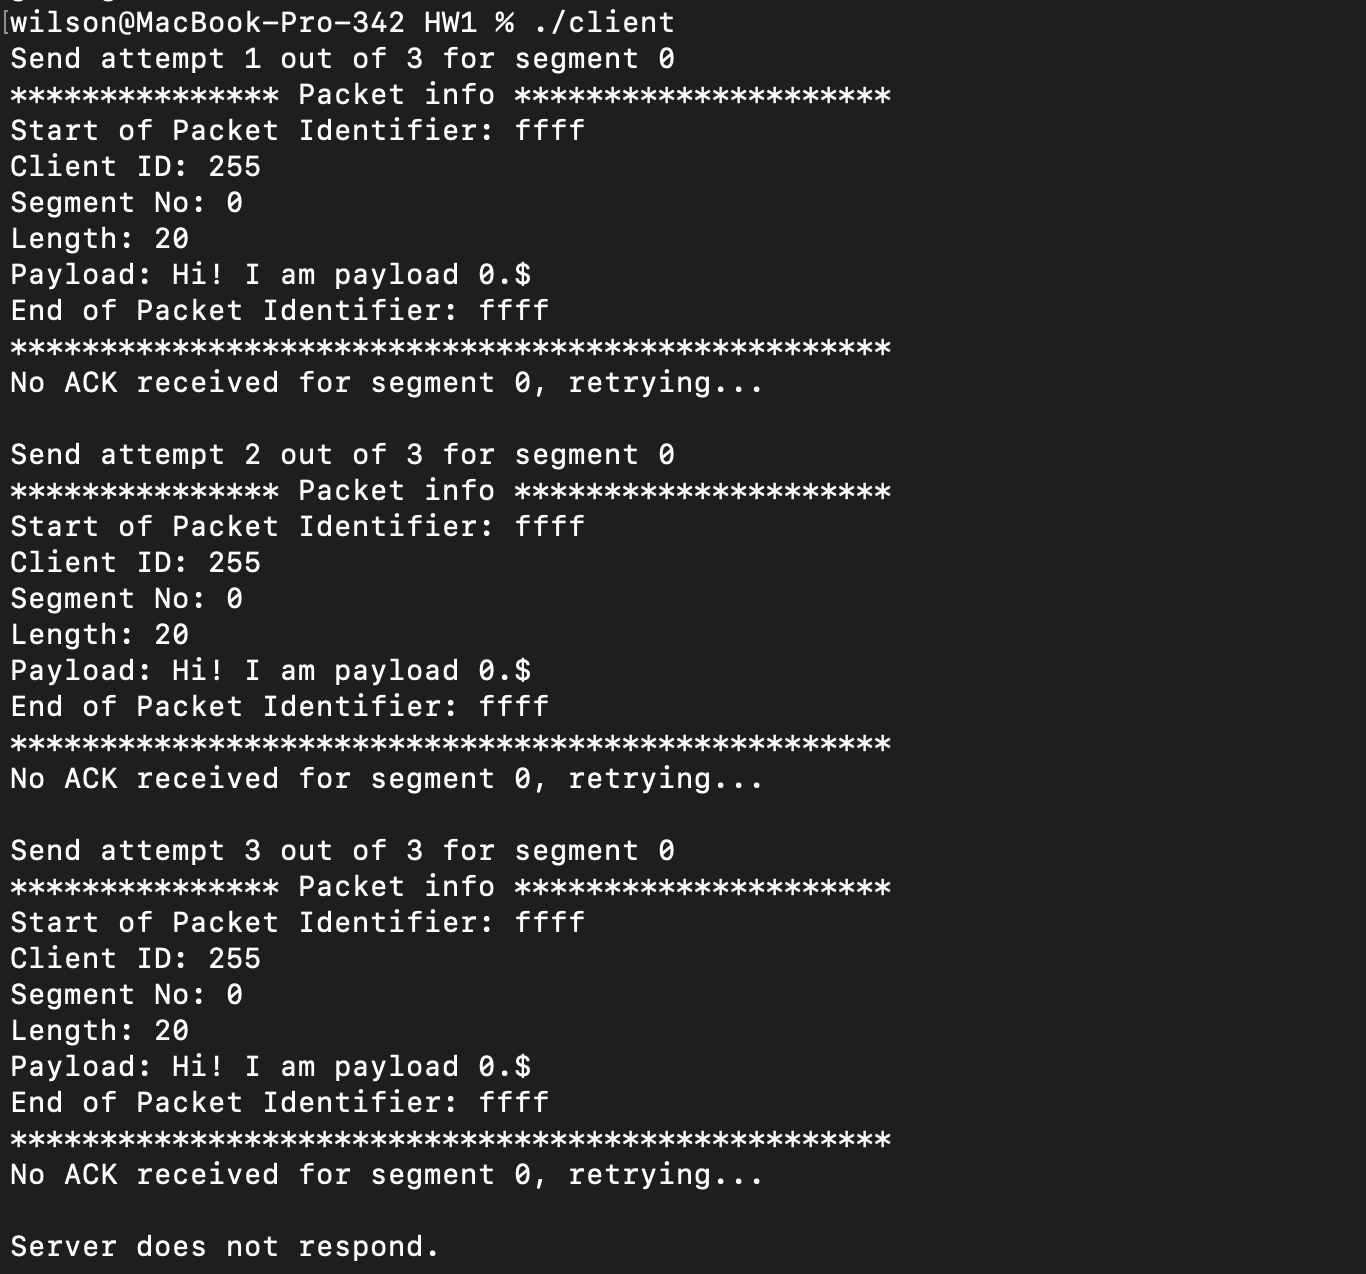 [wilson@MacBook-Pro-342 HW1 % ./client
Send attempt 1 out of 3 for segment 0
*************** Packet info *********************
Start of Packet Identifier: ffff
Client ID: 255
Segment No: 0
Length: 20
Payload: Hi! I am payload 0.$
End of Packet Identifier: ffff
*************************************************
No ACK received for segment 0, retrying...
Send attempt 2 out of 3 for segment 0
*************** Packet info *********************
Start of Packet Identifier: ffff
Client ID: 255
Segment No: 0
Length: 20
Payload: Hi! I am payload 0.$
End of Packet Identifier: ffff
*************************************************
No ACK received for segment 0, retrying...
Send attempt 3 out of 3 for segment 0
*************** Packet info *********************
Start of Packet Identifier: ffff
Client ID: 255
Segment No: 0
Length: 20
Payload: Hi! I am payload 0.$
End of Packet Identifier: ffff
*************************************************
No ACK received for segment 0, retrying...
Server does not respond.